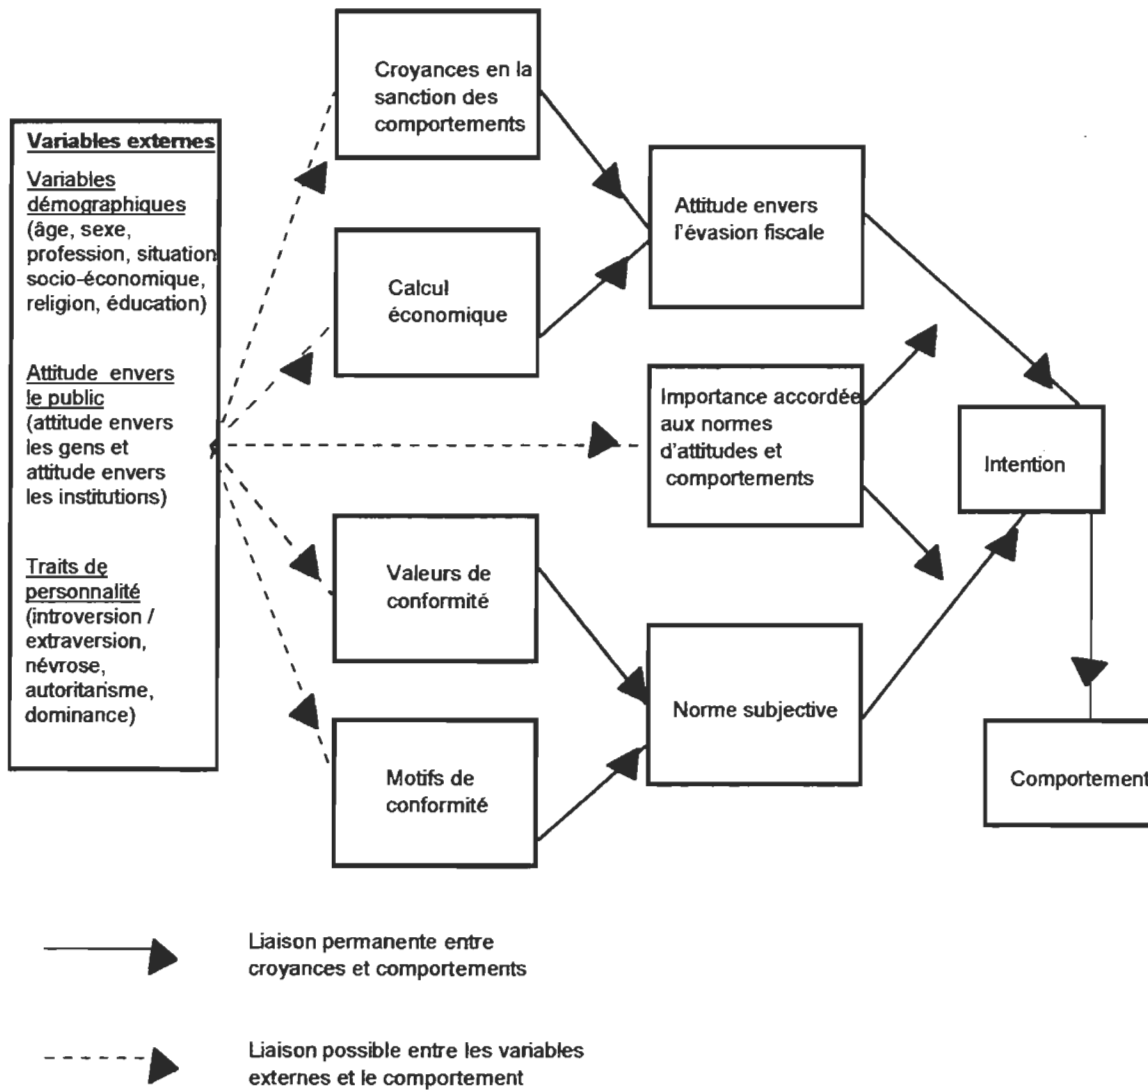 Variables externes
Variables
démographiques
(âge, sexe,
profession, situation
socio-économique,
religion, éducation)
Attitude envers
le public
(attitude envers
les gens et
attitude envers
les institutions)
Traits de
personnalité
(introversion /
extraversion,
névrose,
autoritarisme,
dominance)
Croyances en la
sanction des
comportements
Calcul
économique
Valeurs de
conformité
Motifs de
conformité
Attitude envers
l'évasion fiscale
Importance accordée
aux normes
d'attitudes et
comportements
Norme subjective
Intention
Comportement
Liaison permanente entre
croyances et comportements
Liaison possible entre les variables
externes et le comportement